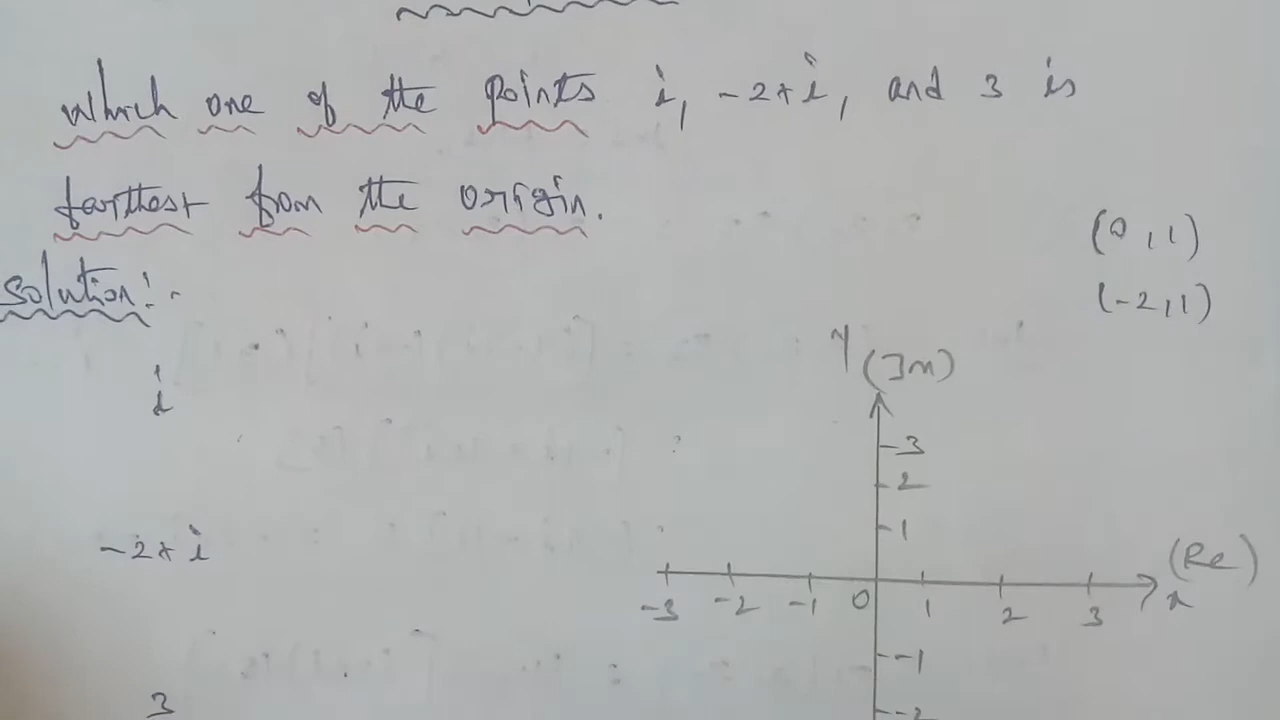 Which one of the points i, -2+i, and 3 is
farthest from the origin.
Solution:-
(0,1)
(-2,1)
i
-2+i
3
Y (Im)
3
2
1
-3 -2 -1 0 1 2 3 x (Re)
-1
-2